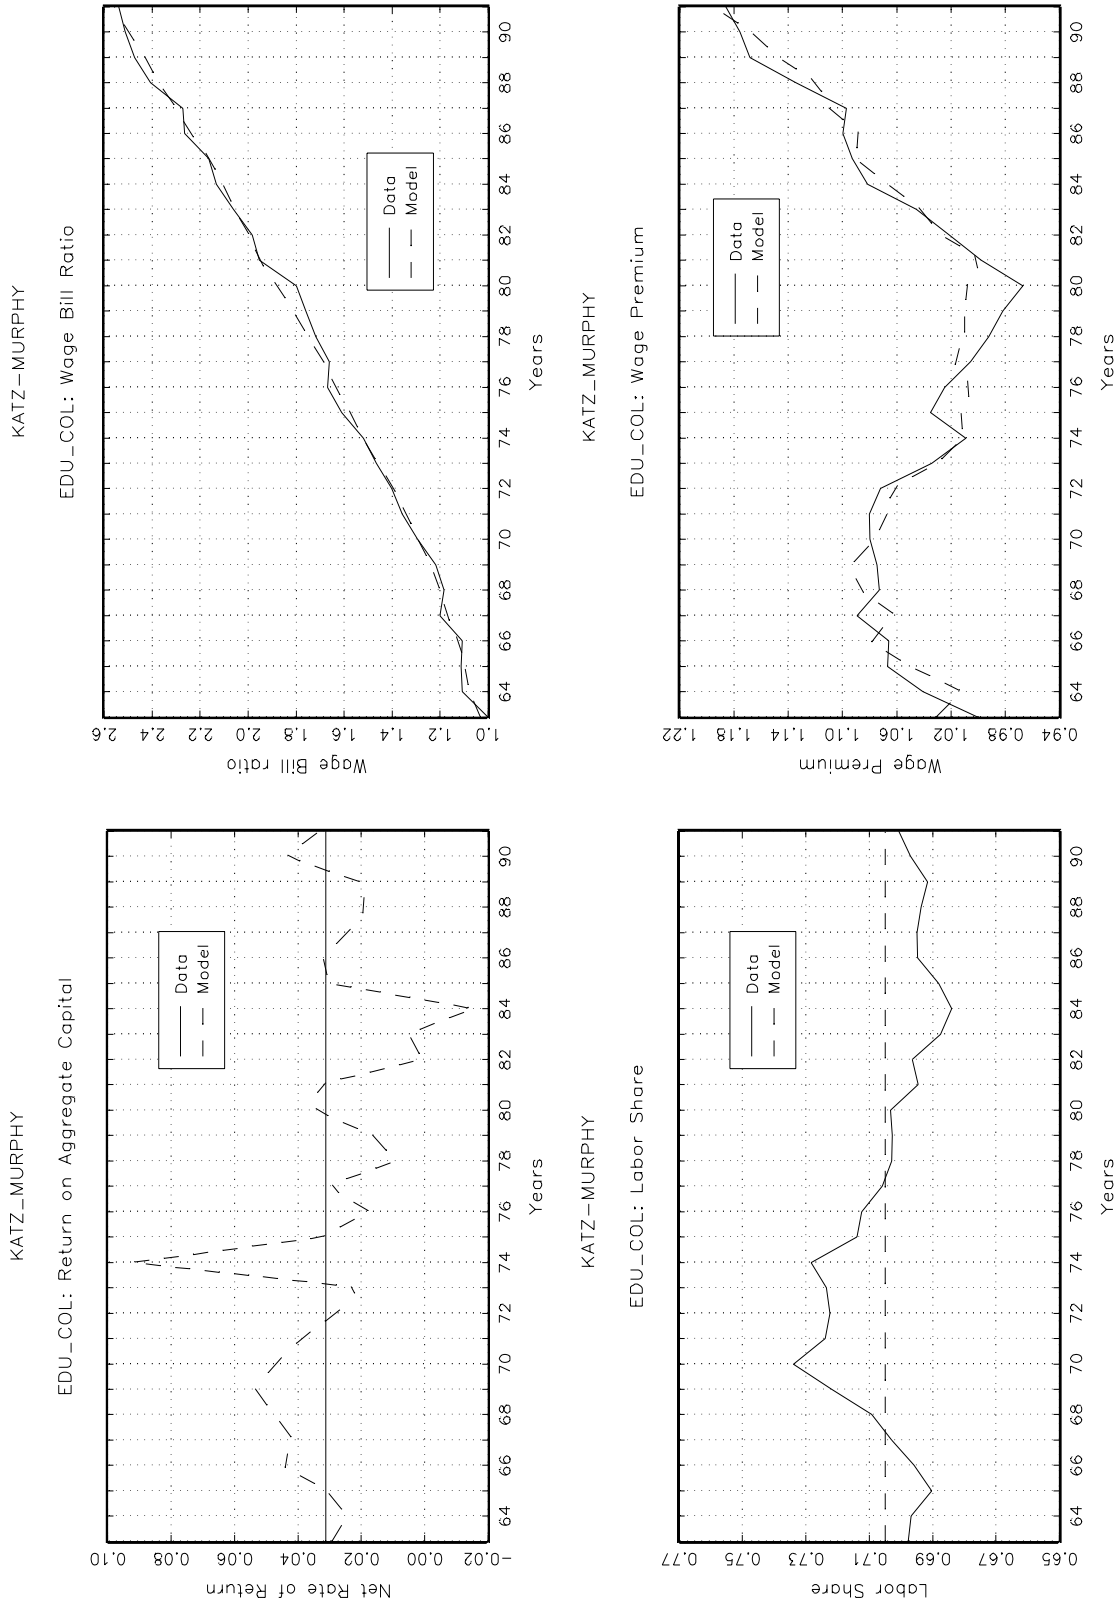 KATZ_MURPHY
EDU_COL: Return on Aggregate Capital
Net Rate of Return
0.10
0.08
0.06
0.04
0.02
0.00
-0.02
Data
Model
64 66 68 70 72 74 76 78 80 82 84 86 88 90
Years
KATZ-MURPHY
EDU_COL: Wage Bill Ratio
Wage Bill ratio
2.6
2.4
2.2
2.0
1.8
1.6
1.4
1.2
1.0
Data
Model
64 66 68 70 72 74 76 78 80 82 84 86 88 90
Years
KATZ-MURPHY
EDU_COL: Labor Share
Labor Share
0.77
0.75
0.73
0.71
0.69
0.67
0.65
Data
Model
64 66 68 70 72 74 76 78 80 82 84 86 88 90
Years
KATZ_MURPHY
EDU_COL: Wage Premium
Wage Premium
1.22
1.18
1.14
1.10
1.06
1.02
0.98
0.94
Data
Model
64 66 68 70 72 74 76 78 80 82 84 86 88 90
Years